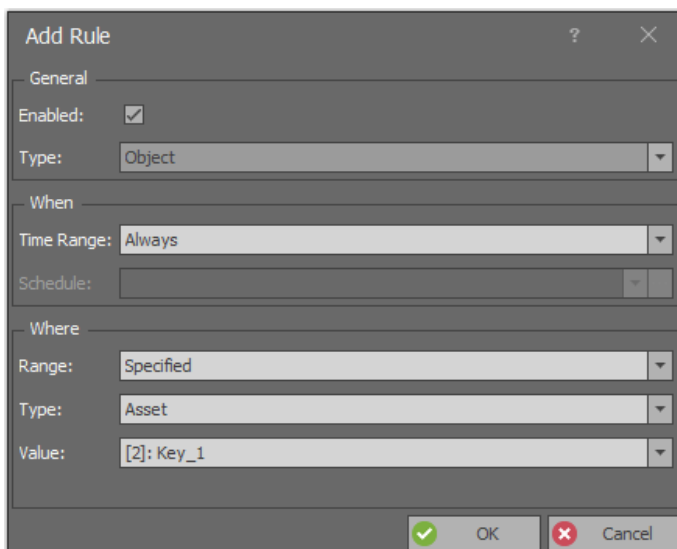 Add Rule ?
General
Enabled:
Type: Object
When
Time Range: Always
Schedule:
Where
Range: Specified
Type: Asset
Value: [2]: Key_1
OK Cancel